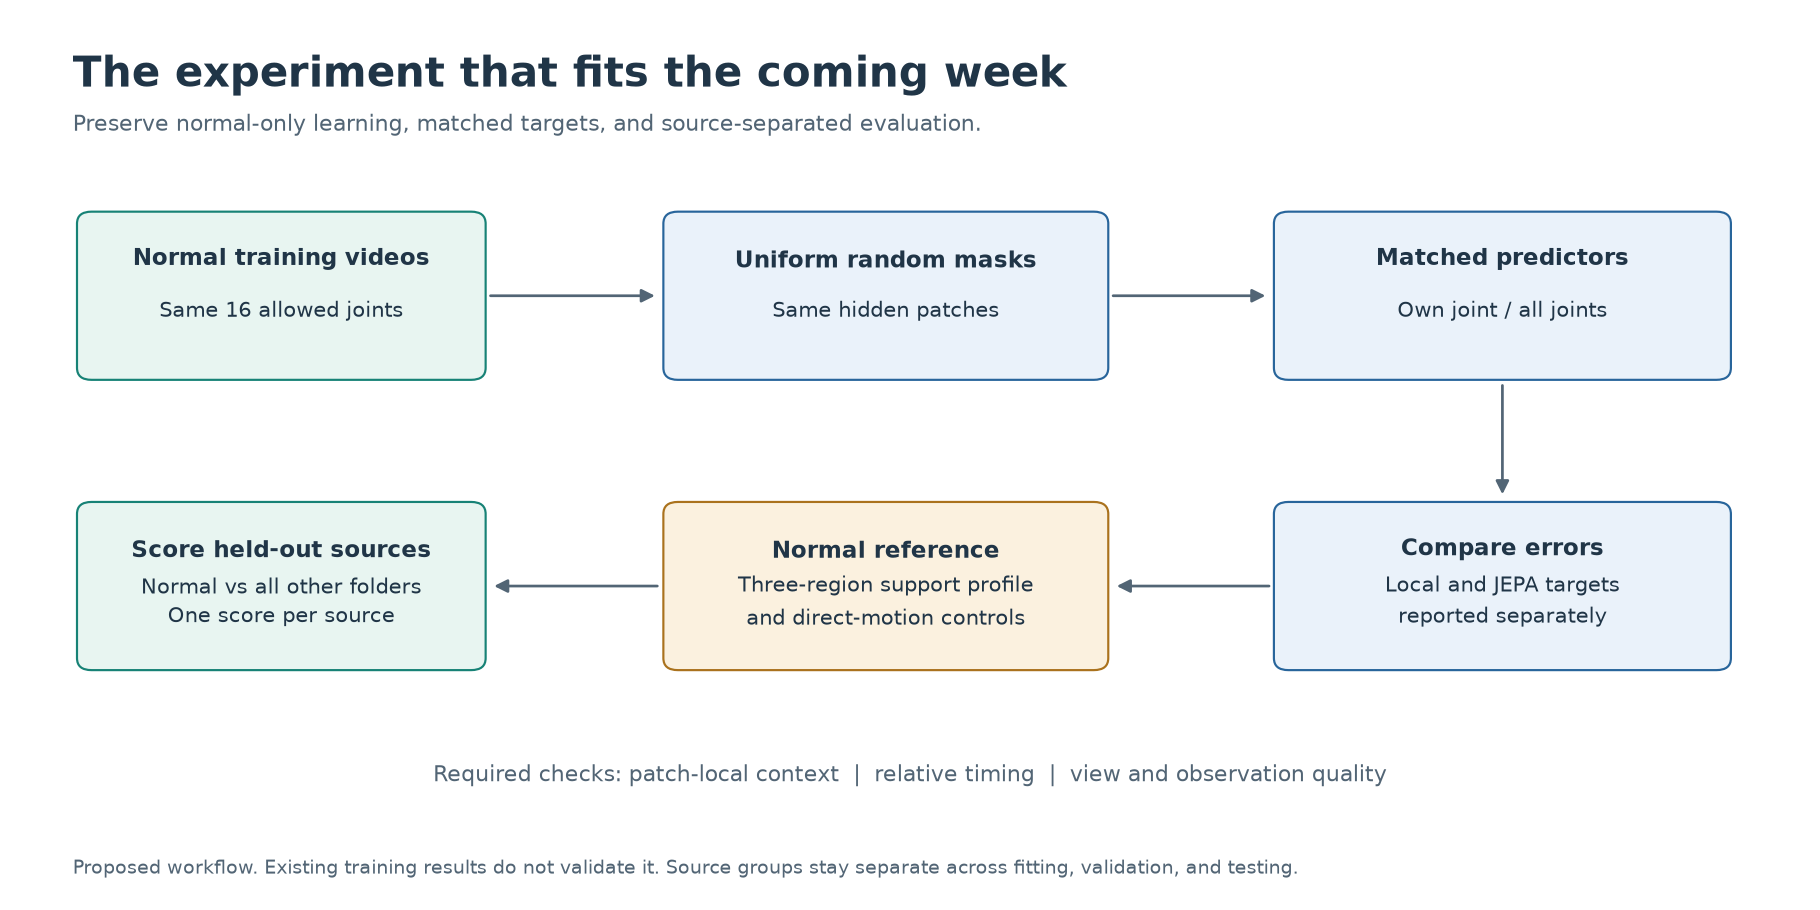 The experiment that fits the coming week
Preserve normal-only learning, matched targets, and source-separated evaluation.
Normal training videos
Same 16 allowed joints
Uniform random masks
Same hidden patches
Matched predictors
Own joint / all joints
Score held-out sources
Normal vs all other folders
One score per source
Normal reference
Three-region support profile
and direct-motion controls
Compare errors
Local and JEPA targets
reported separately
Required checks: patch-local context | relative timing | view and observation quality
Proposed workflow. Existing training results do not validate it. Source groups stay separate across fitting, validation, and testing.